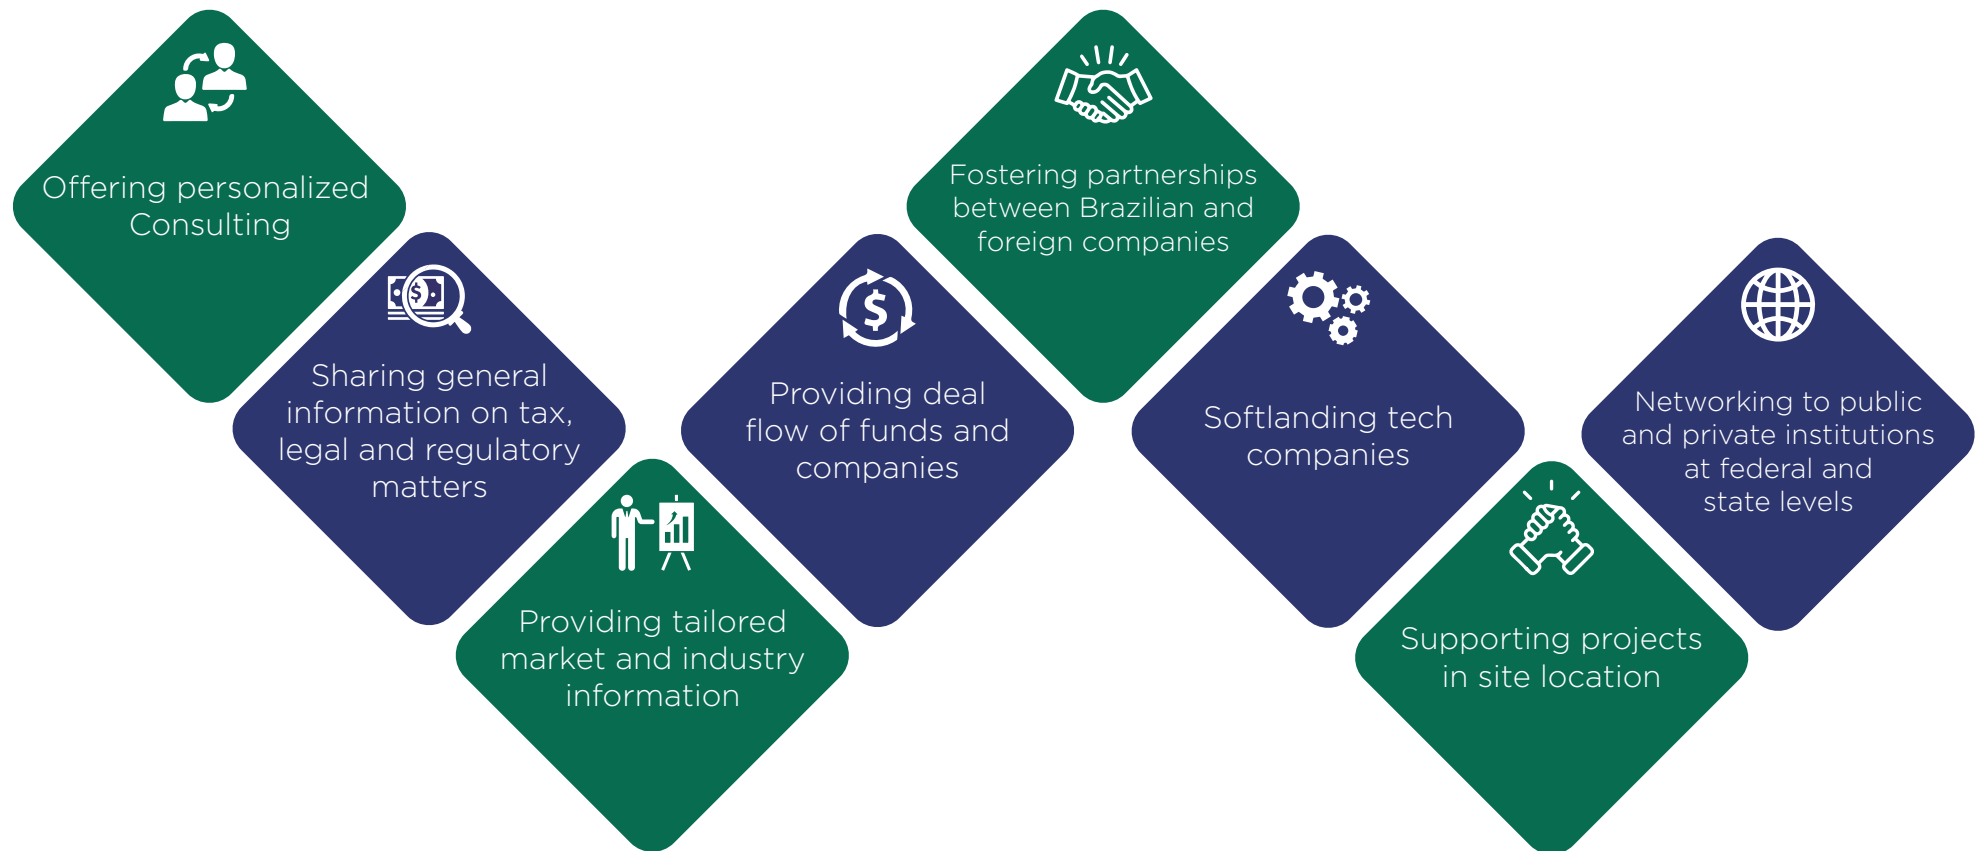 Offering personalized
Consulting
Sharing general
information on tax,
legal and regulatory
matters
Providing tailored
market and industry
information
Providing deal
flow of funds and
companies
Fostering partnerships
between Brazilian and
foreign companies
Softlanding tech
companies
Supporting projects
in site location
Networking to public
and private institutions
at federal and
state levels